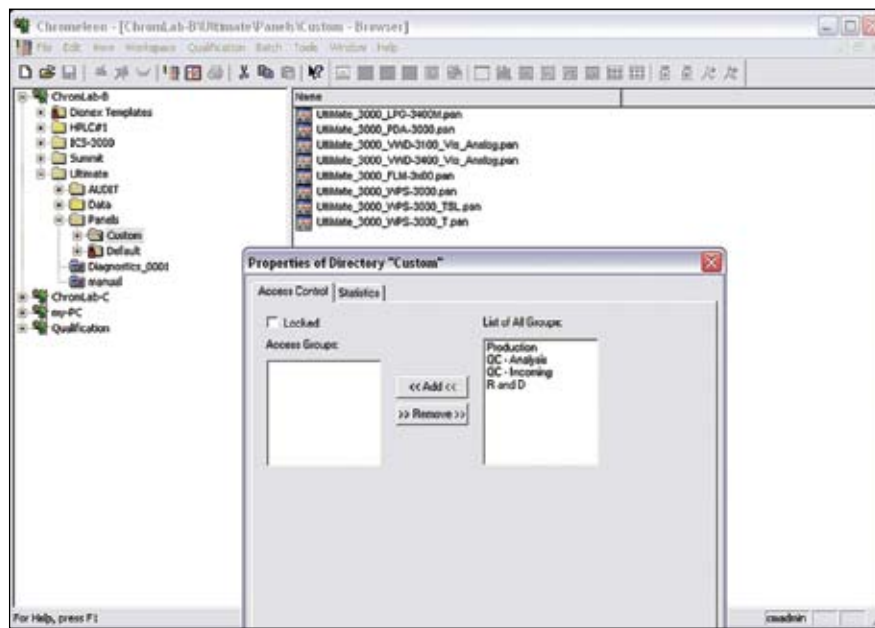 Chromeleon - [ChromLab-B\Ultimate\Panels\Custom - Browser]
File Edit View Workspace Qualification Batch Tools Window Help
Name
ChromLab-B
Dionex Templates
HPLC#1
ICS-3000
Summit
Ultimate
AUDIT
Data
Panels
Custom
Default
Diagnostics_0001
manual
ChromLab-C
my-PC
Qualification
UltiMate_3000_LPG-3400M.pan
UltiMate_3000_PDA-3000.pan
UltiMate_3000_VWD-3100_Vis_Analog.pan
UltiMate_3000_VWD-3400_Vis_Analog.pan
UltiMate_3000_FLM-3x00.pan
UltiMate_3000_WPS-3000.pan
UltiMate_3000_WPS-3000_TSL.pan
UltiMate_3000_WPS-3000_T.pan
Properties of Directory "Custom"
Access Control Statistics
Locked
Access Groups:
<< Add <<
>> Remove >>
List of All Groups:
Production
QC - Analysis
QC - Incoming
R and D
For Help, press F1
cmadmin